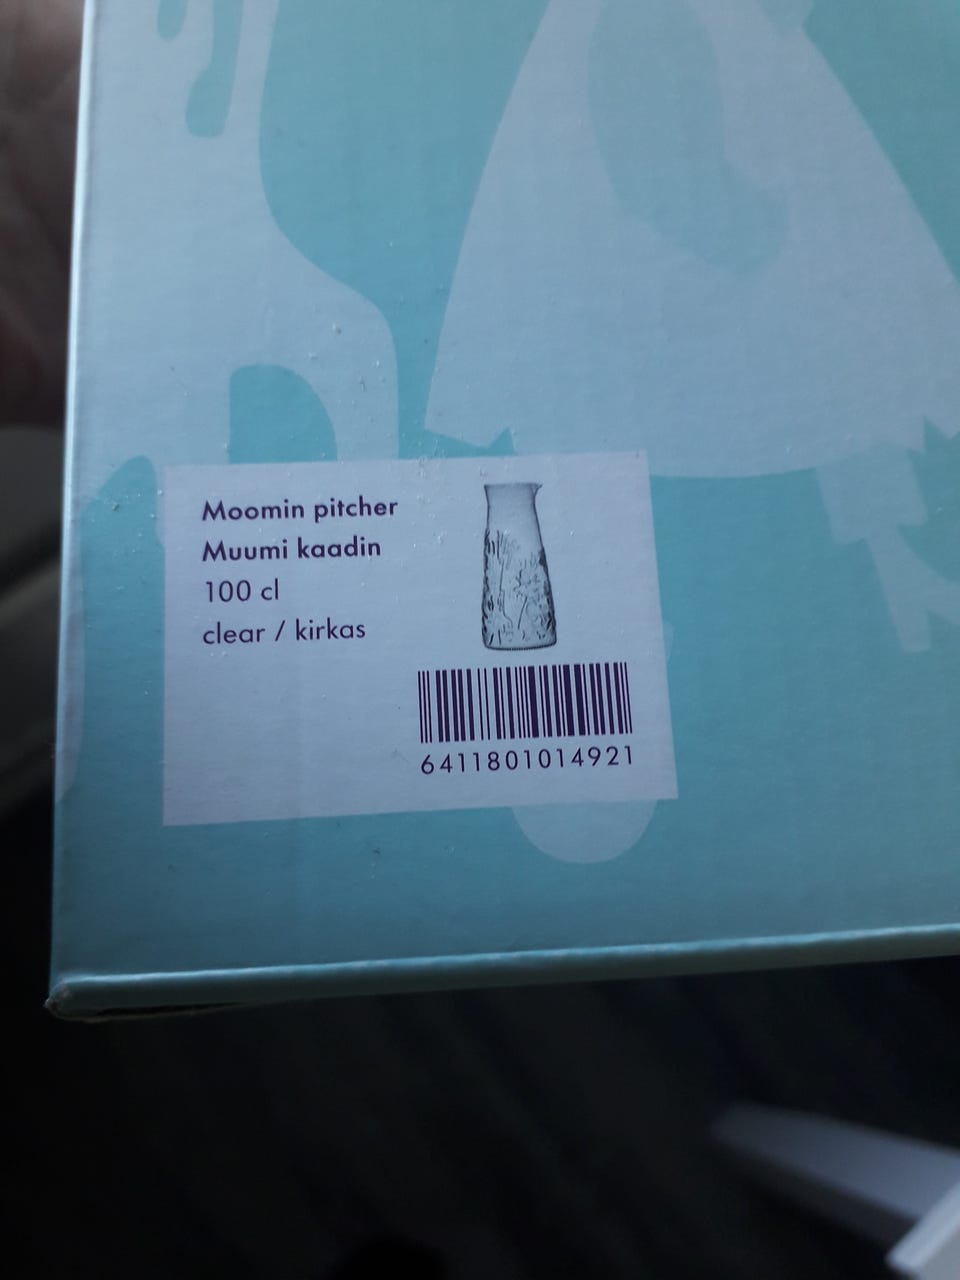 Moomin pitcher
Muumi kaadin
100 cl
clear / kirkas
6411801014921